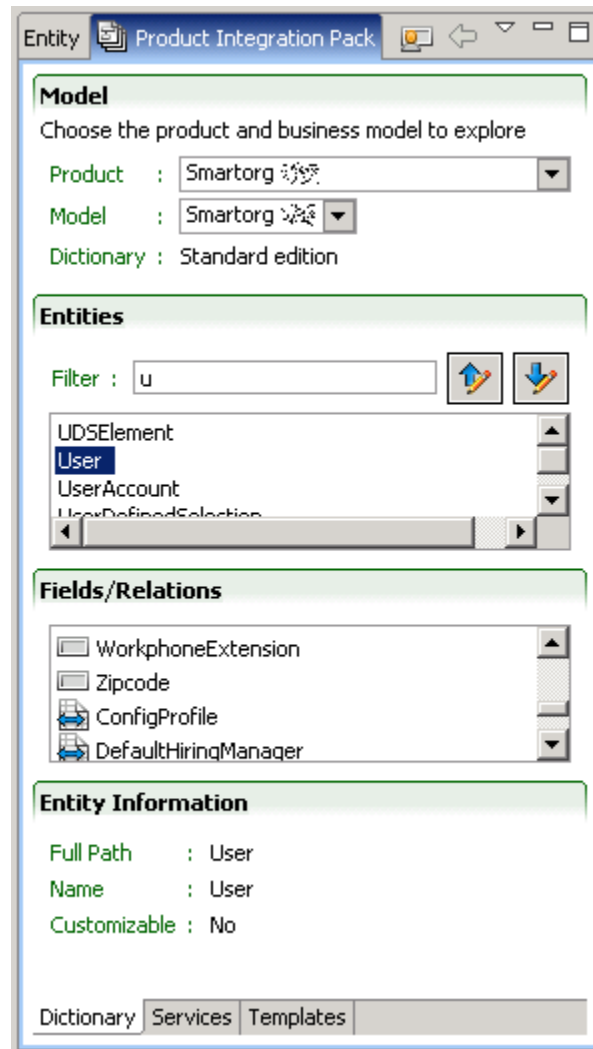 Entity Product Integration Pack
Model
Choose the product and business model to explore
Product : Smartorg
Model : Smartorg
Dictionary : Standard edition
Entities
Filter : u
UDSElement
User
UserAccount
UserDefinedSelection
Fields/Relations
WorkphoneExtension
Zipcode
ConfigProfile
DefaultHiringManager
Entity Information
Full Path : User
Name : User
Customizable : No
Dictionary Services Templates